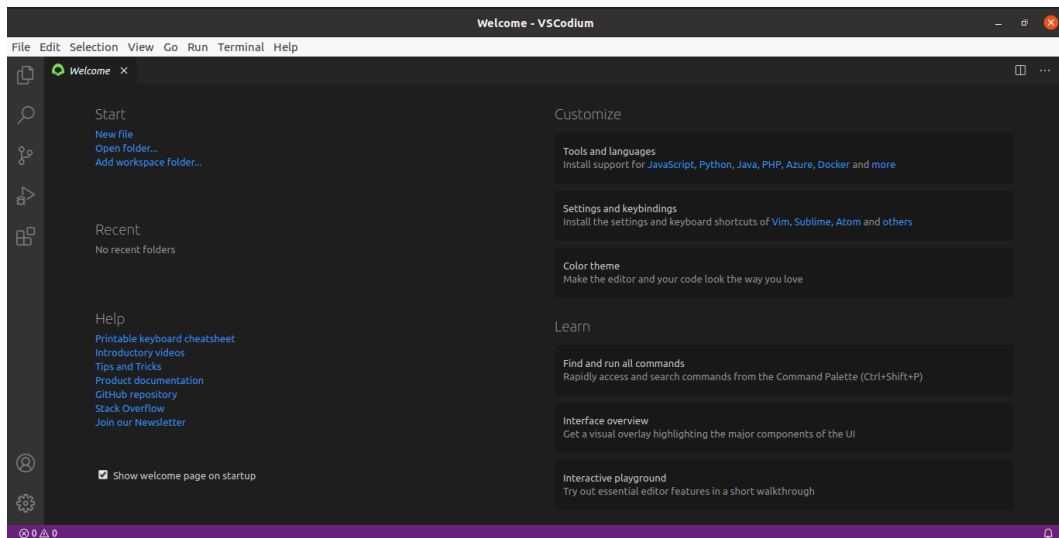 Welcome - VSCodium
File Edit Selection View Go Run Terminal Help
Welcome
Start
New file
Open folder...
Add workspace folder...
Recent
No recent folders
Help
Printable keyboard cheatsheet
Introductory videos
Tips and Tricks
Product documentation
GitHub repository
Stack Overflow
Join our Newsletter
Show welcome page on startup
Customize
Tools and languages
Install support for JavaScript, Python, Java, PHP, Azure, Docker and more
Settings and keybindings
Install the settings and keyboard shortcuts of Vim, Sublime, Atom and others
Color theme
Make the editor and your code look the way you love
Learn
Find and run all commands
Rapidly access and search commands from the Command Palette (Ctrl+Shift+P)
Interface overview
Get a visual overlay highlighting the major components of the UI
Interactive playground
Try out essential editor features in a short walkthrough
0 0